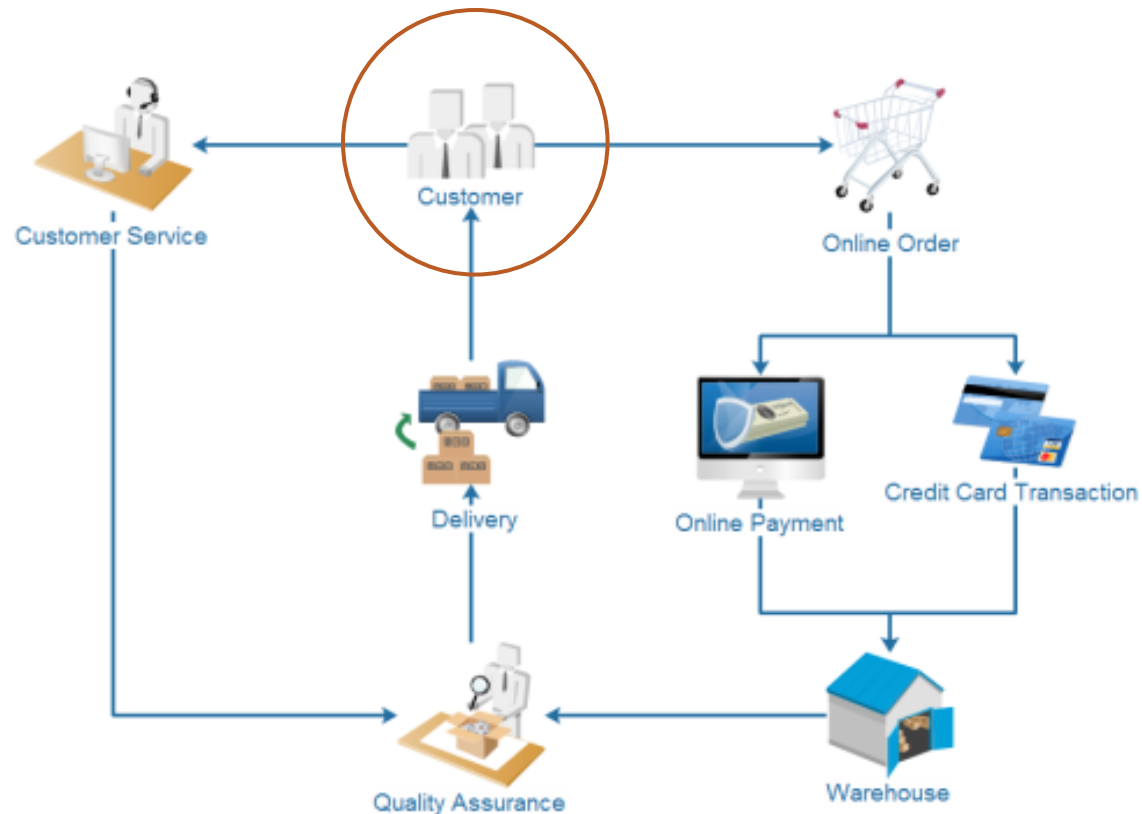 Customer
Customer Service
Online Order
Credit Card Transaction
Delivery
Online Payment
Quality Assurance
Warehouse